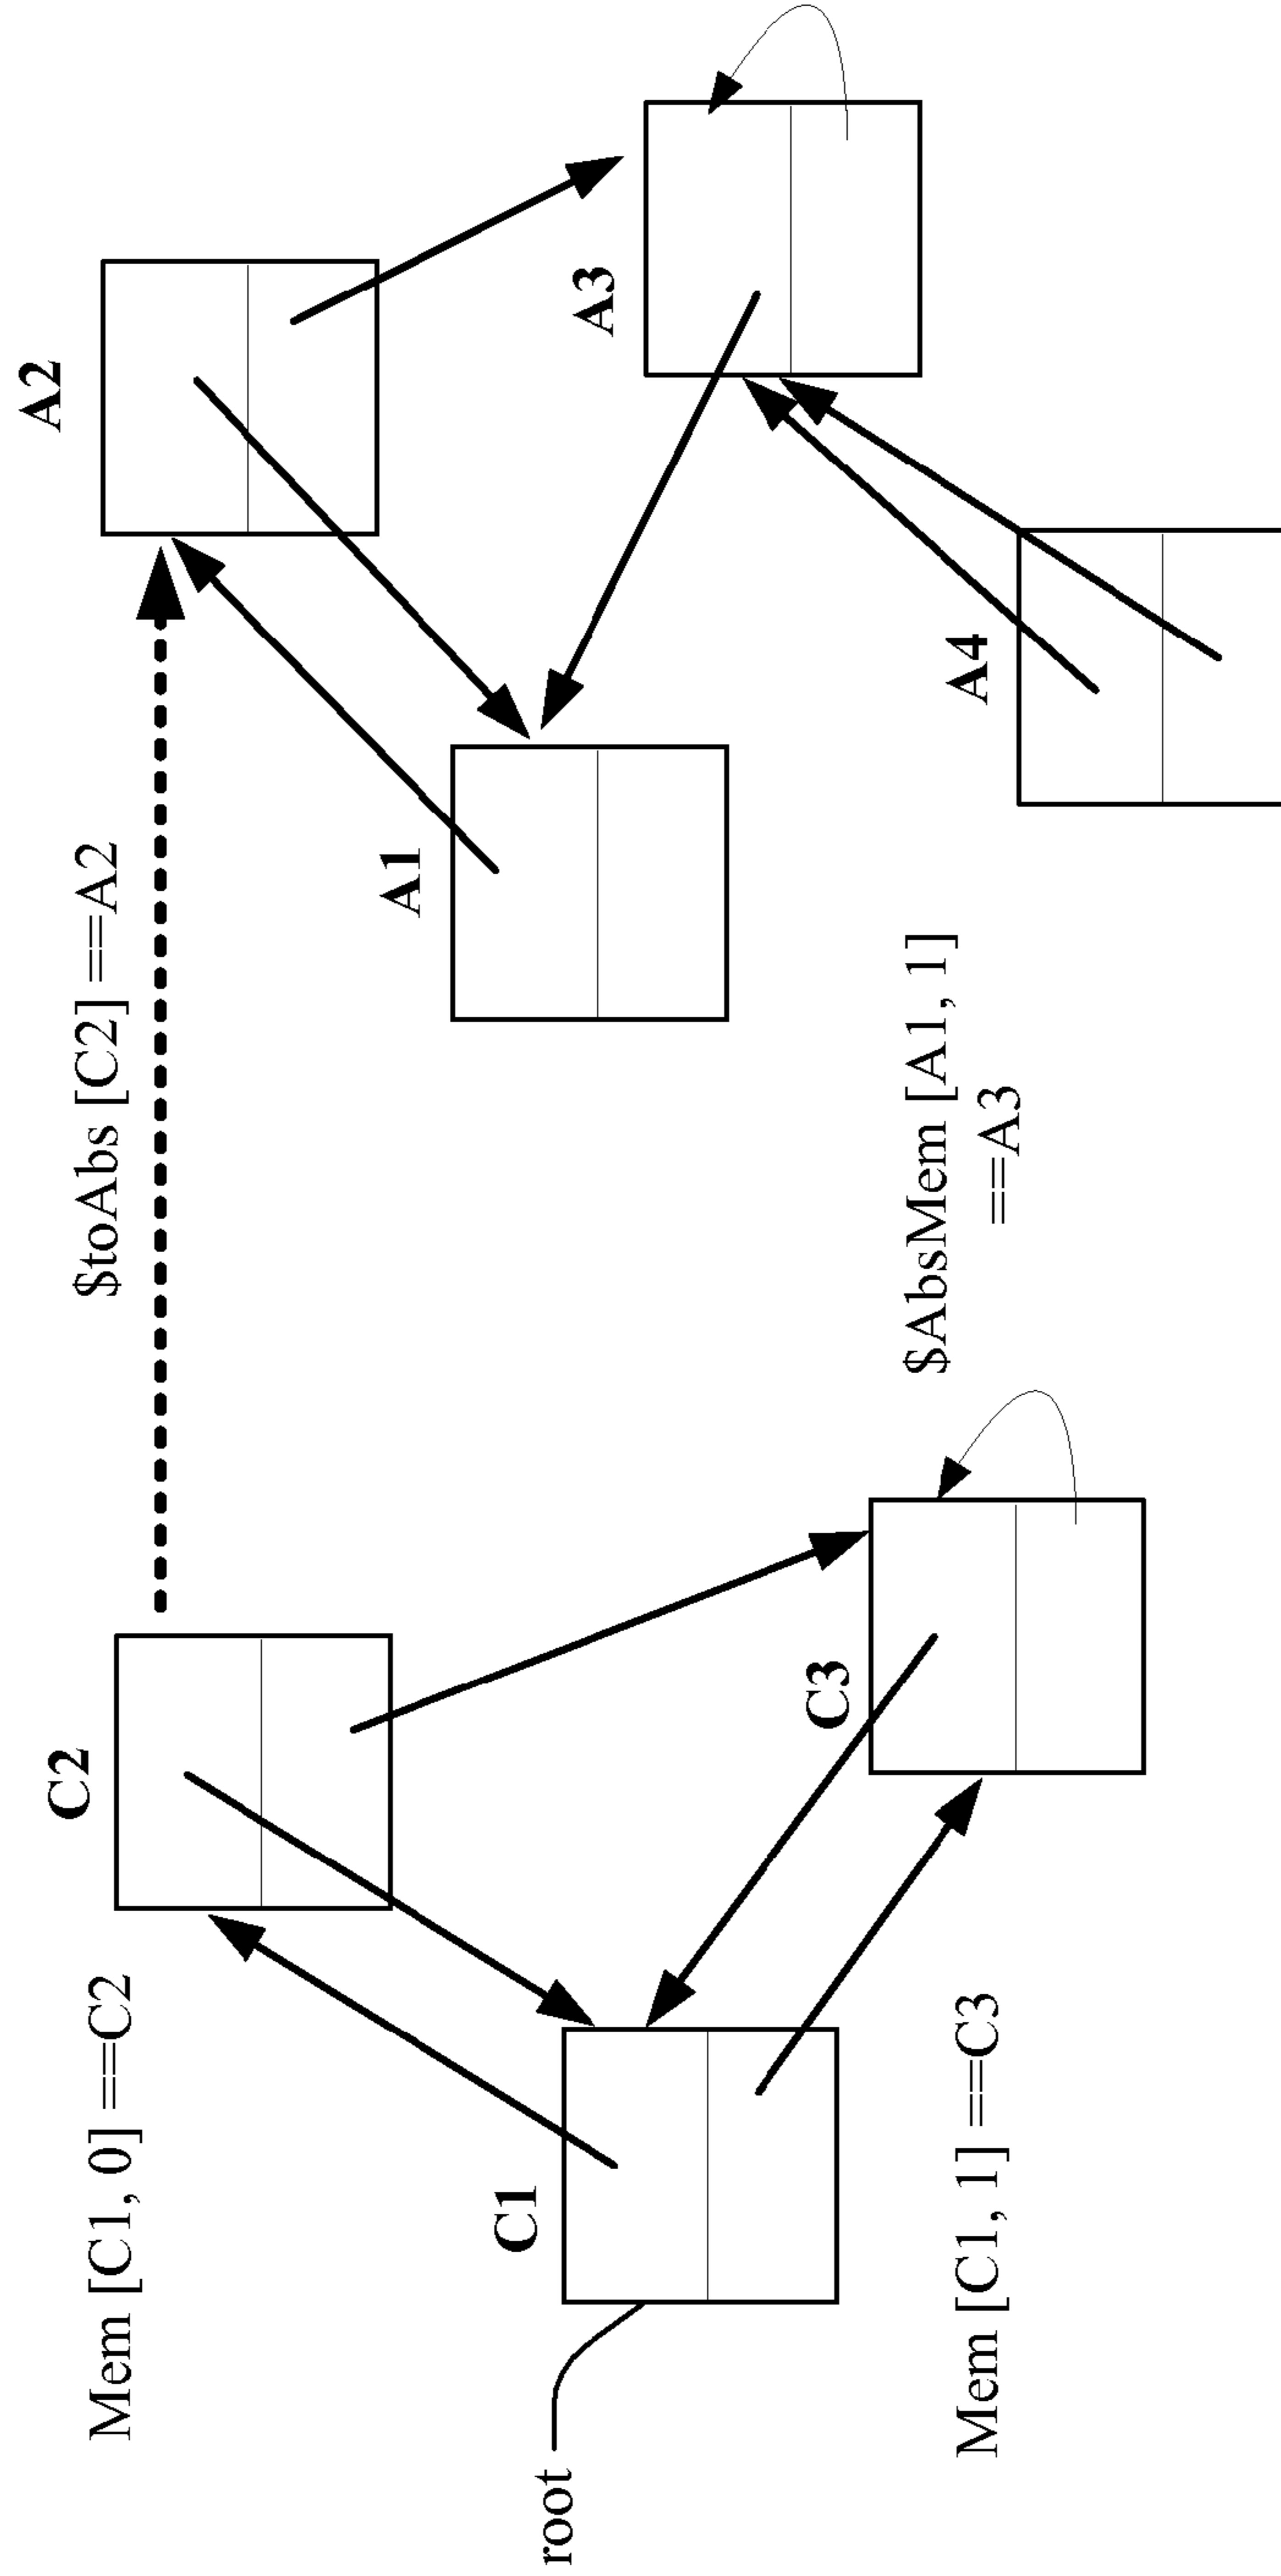 Mem [C1, 0] ==C2
C2
$toAbs [C2] ==A2
A2
root
C1
C3
A1
A3
Mem [C1, 1] ==C3
$AbsMem [A1, 1]
==A3
A4